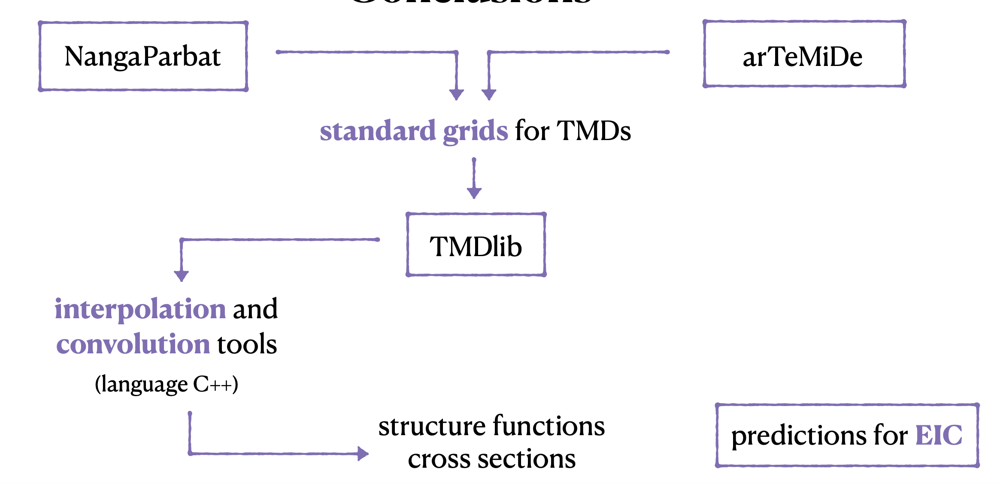 Conclusions
NangaParbat
arTeMiDe
standard grids for TMDs
TMDlib
interpolation and
convolution tools
(language C++)
structure functions
cross sections
predictions for EIC